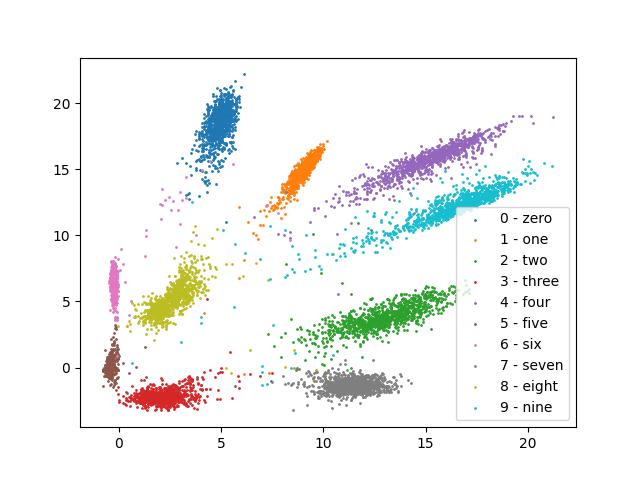 20
15
10
5
0
0
5
10
15
20
0 - zero
1 - one
2 - two
3 - three
4 - four
5 - five
6 - six
7 - seven
8 - eight
9 - nine